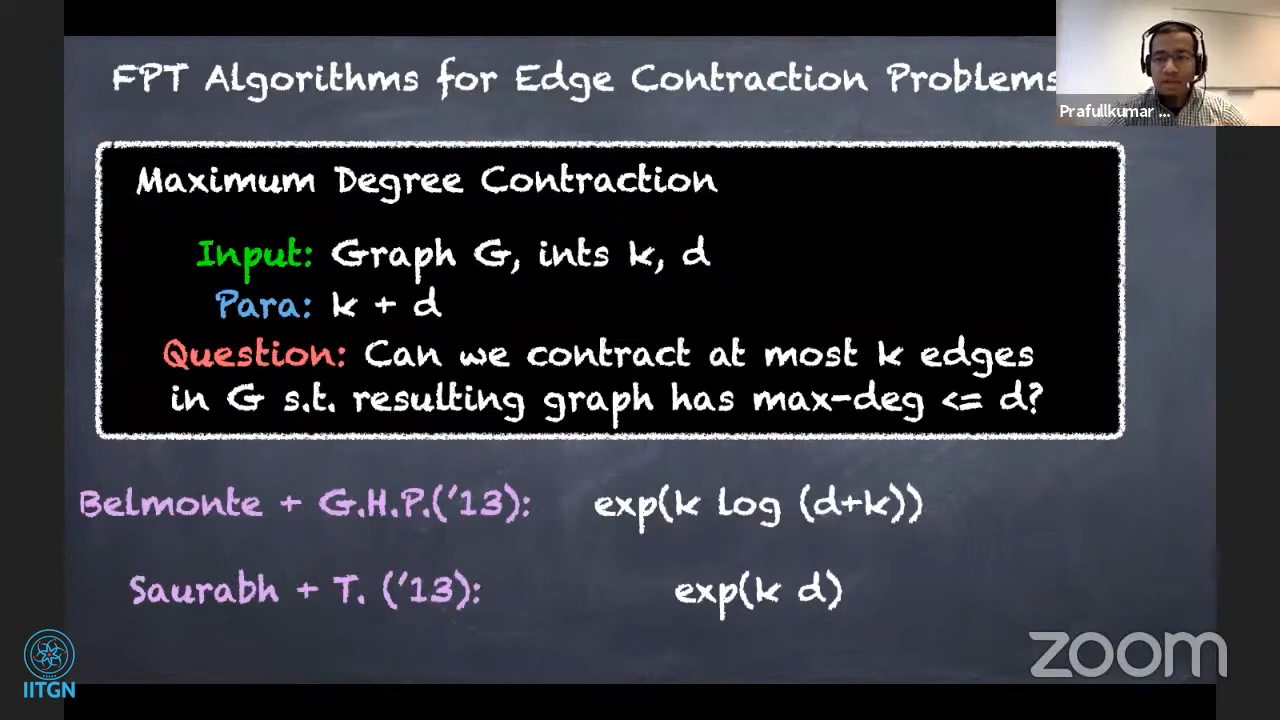 FPT Algorithms for Edge Contraction Problems
Prafullkumar ...
Maximum Degree Contraction
Input: Graph G, ints k, d
Para: k + d
Question: Can we contract at most k edges
in G s.t. resulting graph has max-deg <= d?
Belmonte + G.H.P.('13): exp(k log (d+k))
Saurabh + T. ('13): exp(k d)
IITGN
zoom